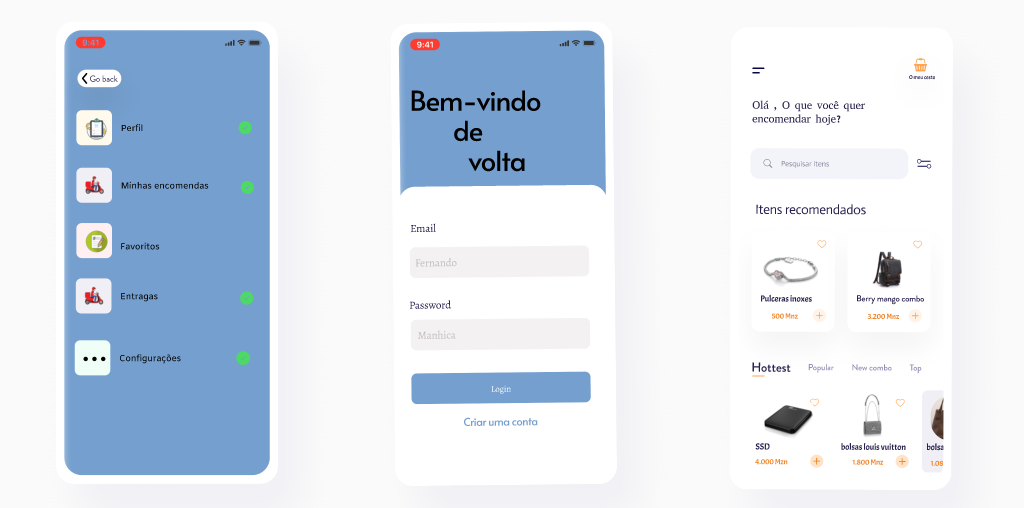 9:41
Go back
Perfil
Minhas encomendas
Favoritos
Entragas
Configurações
9:41
Bem-vindo
de
volta
Email
Fernando
Password
Manhica
Login
Criar uma conta
O meu cesto
Olá , O que você quer
encomendar hoje?
Pesquisar itens
Itens recomendados
Pulceras inoxes
500 Mnz
Berry mango combo
3.200 Mnz
Hottest Popular New combo Top
SSD
4.000 Mzn
bolsas louis vuitton
1.800 Mnz
bolsa
1.08